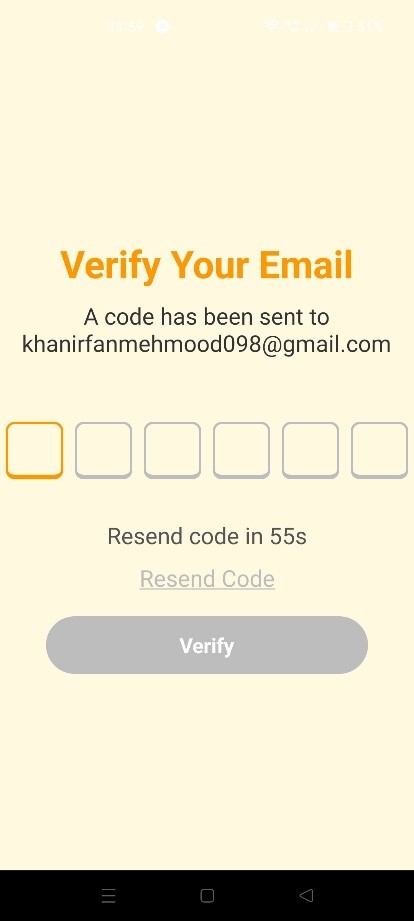 Verify Your Email
A code has been sent to
khanirfanmehmood098@gmail.com
Resend code in 55s
Resend Code
Verify